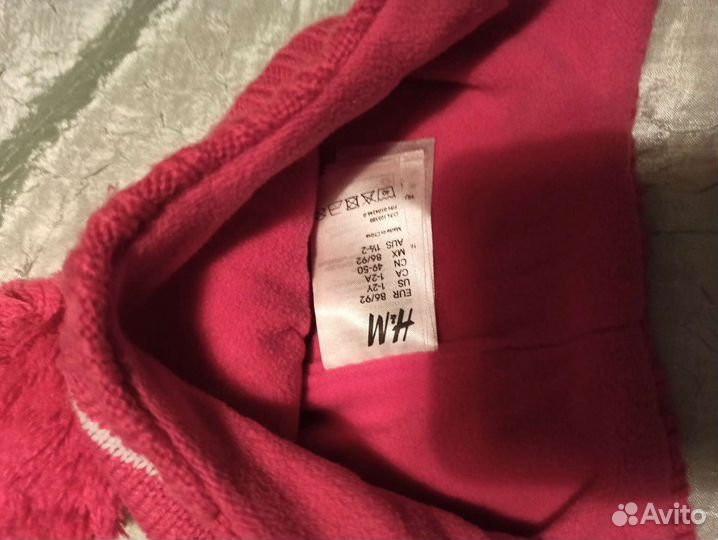 H&M
EUR 86/92
US 1-2Y
CA 1-2A
CN 49-50
MX 86/92
AUS 1½-2
Made in China
Avito